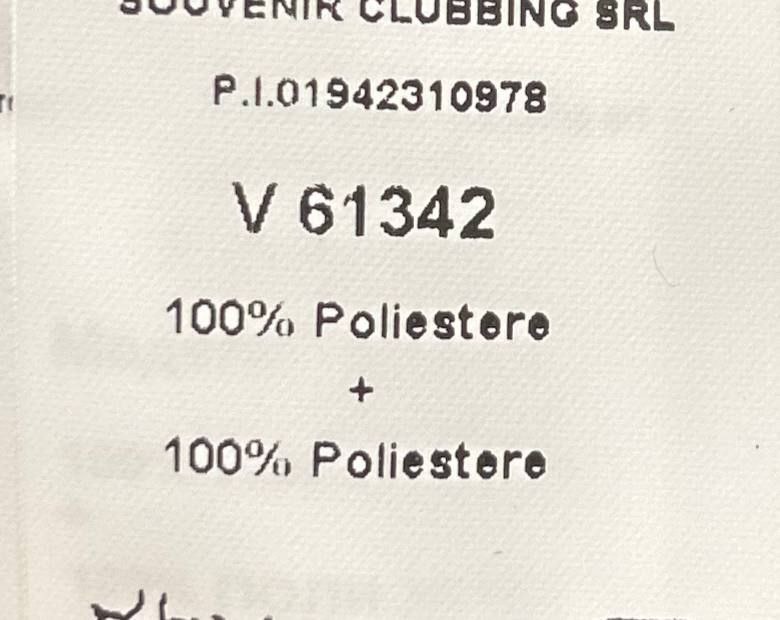 SOUVENIR CLUBBING SRL
P.I.01942310978
V 61342
100% Poliestere
+
100% Poliestere